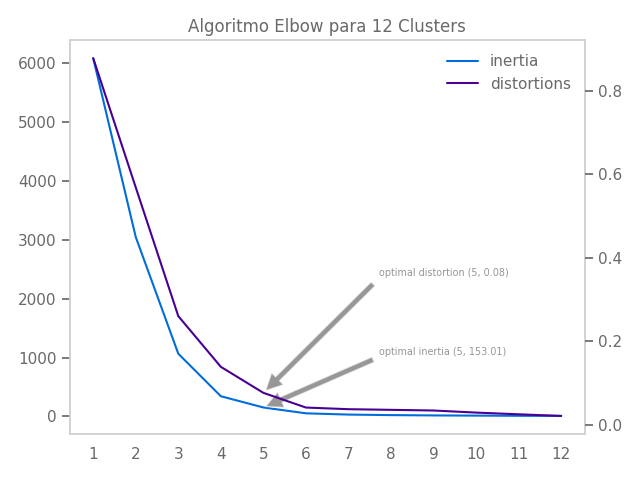 Algoritmo Elbow para 12 Clusters
6000
5000
4000
3000
2000
1000
0
inertia
distortions
0.8
0.6
0.4
0.2
0.0
optimal distortion (5, 0.08)
optimal inertia (5, 153.01)
1 2 3 4 5 6 7 8 9 10 11 12